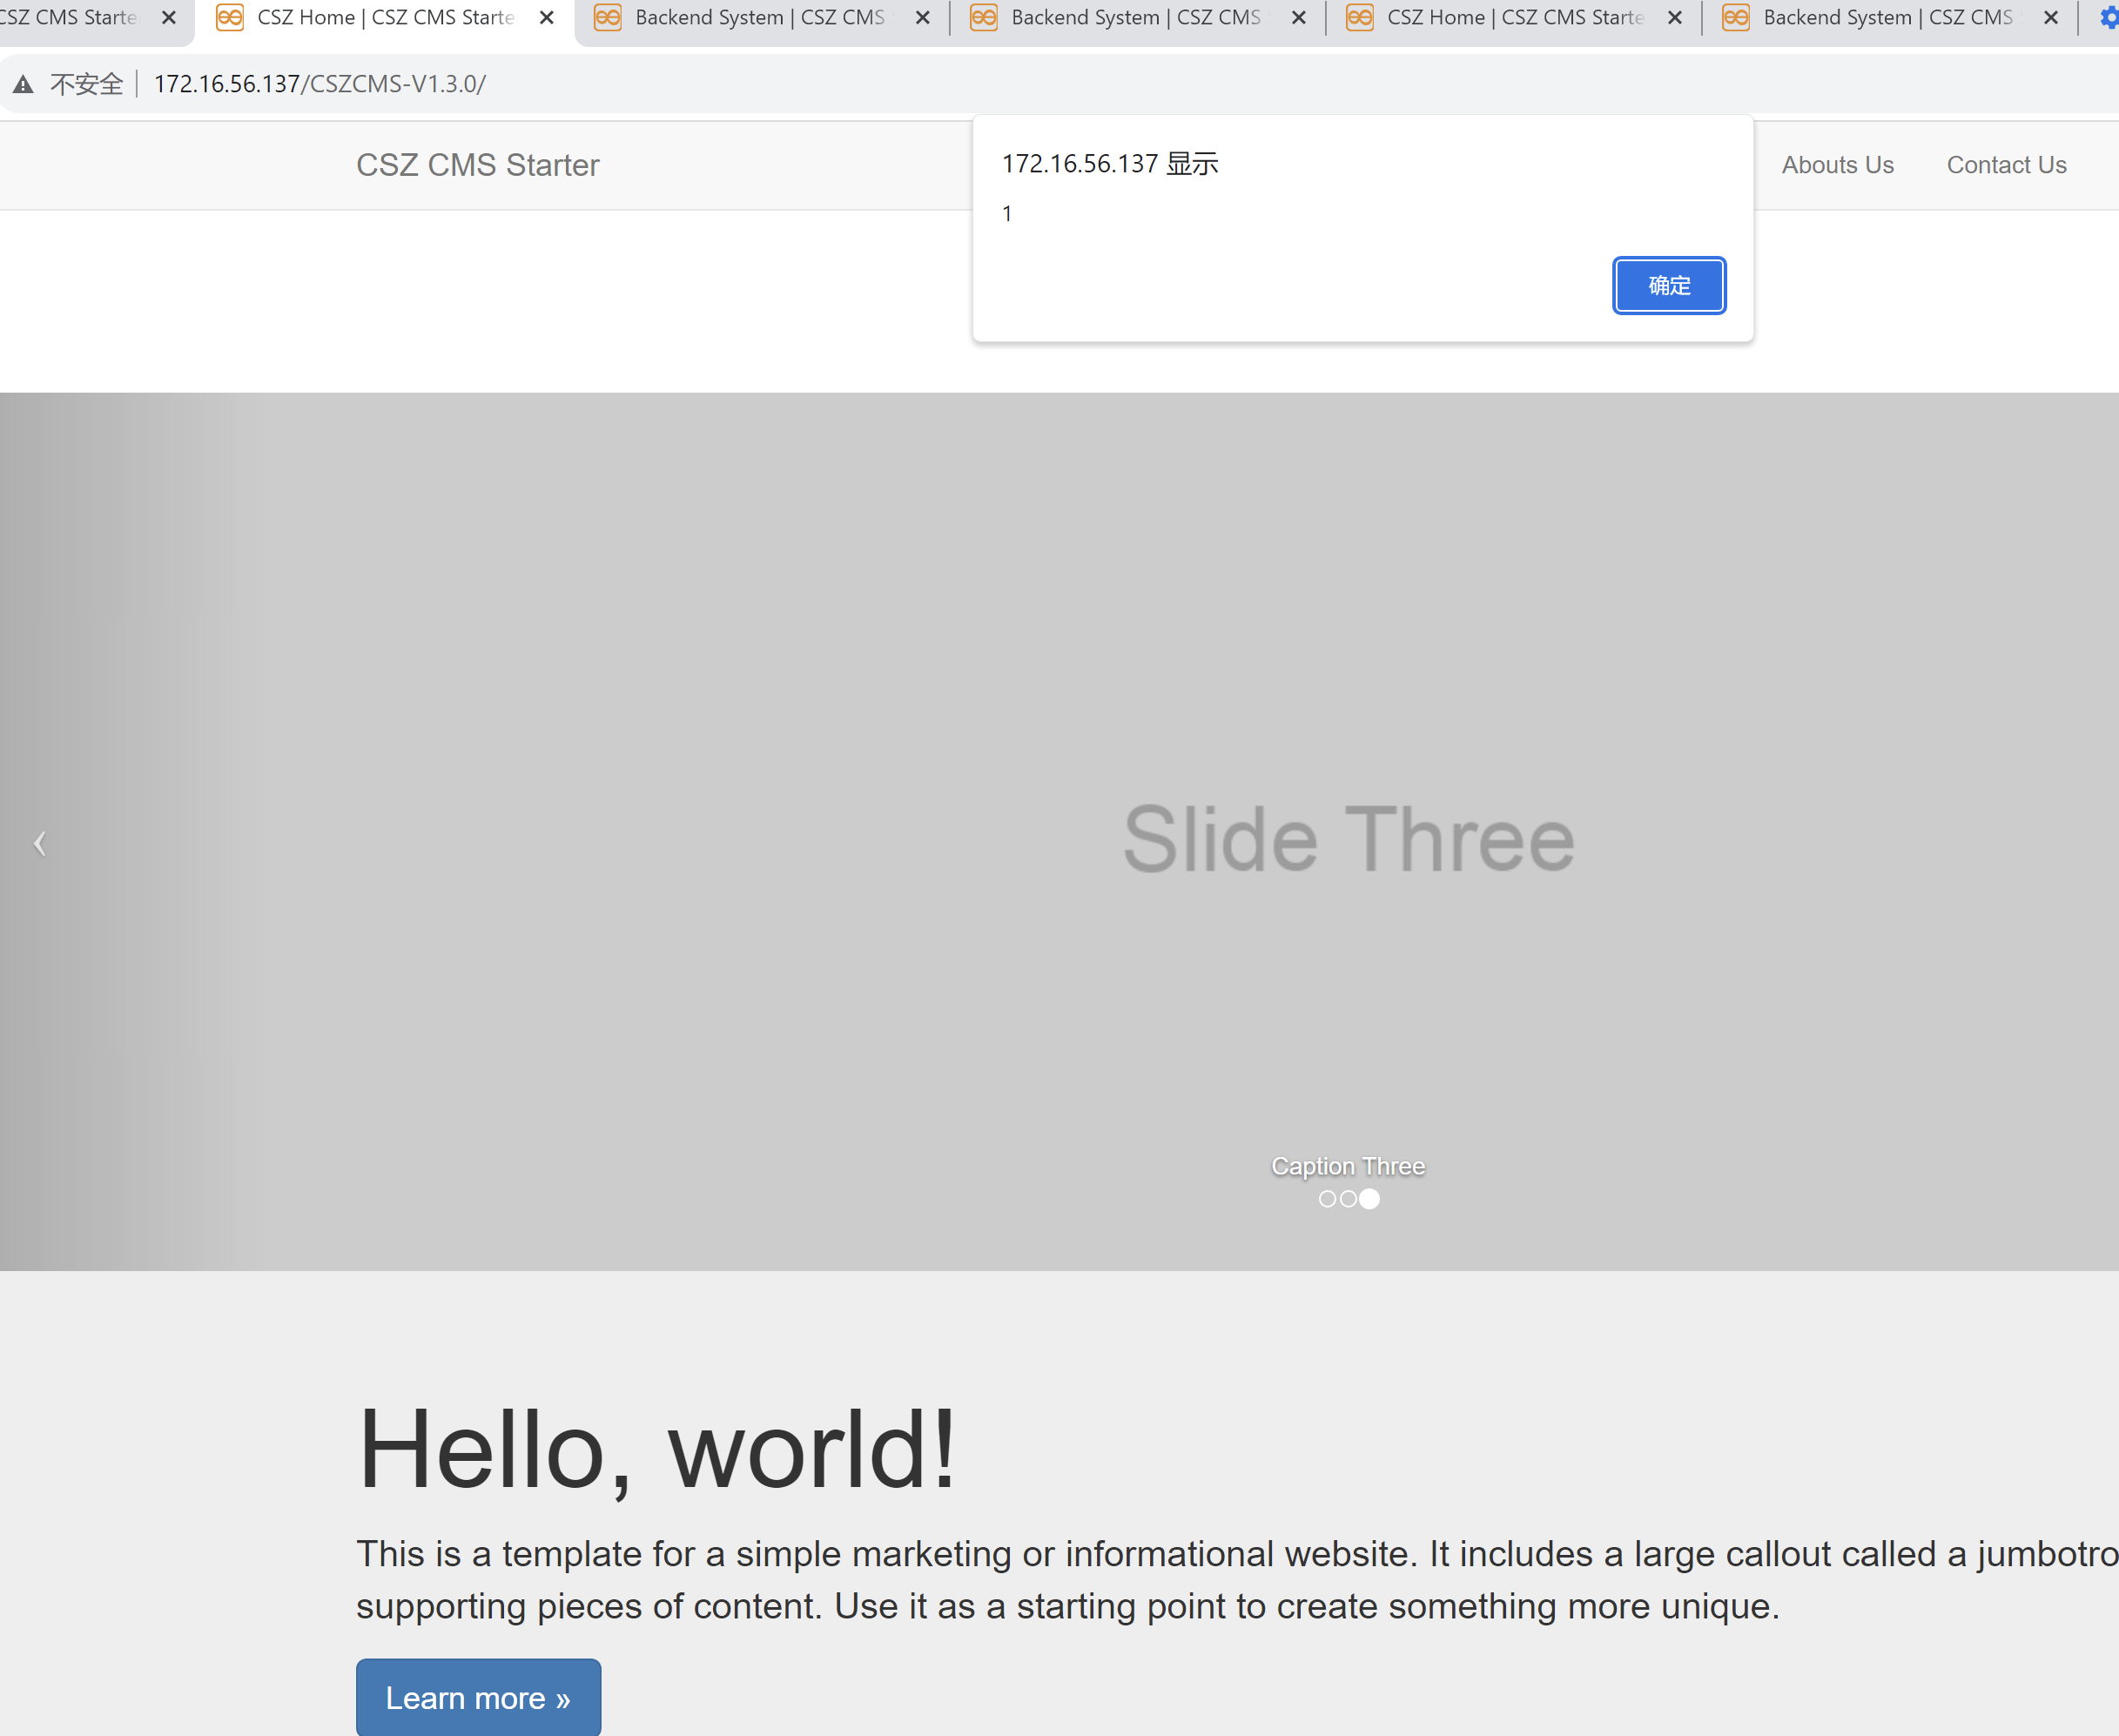 CSZ CMS Starte
CSZ Home | CSZ CMS Starte
Backend System | CSZ CMS
Backend System | CSZ CMS
CSZ Home | CSZ CMS Starte
Backend System | CSZ CMS
不安全 172.16.56.137/CSZCMS-V1.3.0/
CSZ CMS Starter
Abouts Us
Contact Us
172.16.56.137 显示
1
确定
Slide Three
Caption Three
Hello, world!
This is a template for a simple marketing or informational website. It includes a large callout called a jumbotro
supporting pieces of content. Use it as a starting point to create something more unique.
Learn more »